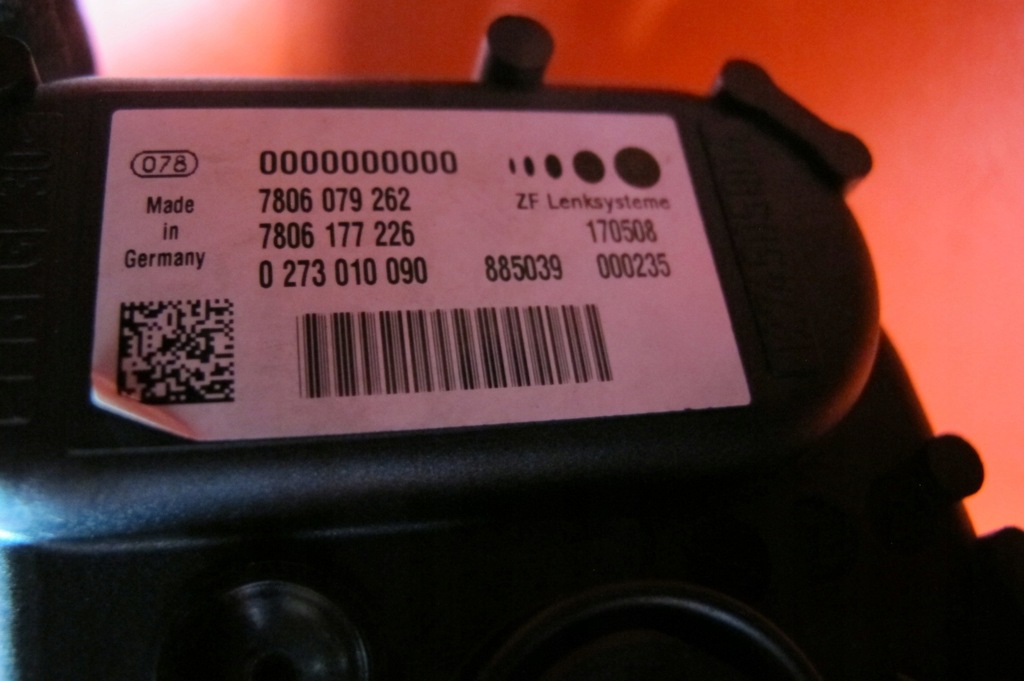 078
0000000000
Made
in
Germany
7806 079 262
7806 177 226
0 273 010 090
ZF Lenksysteme
170508
885039 000235